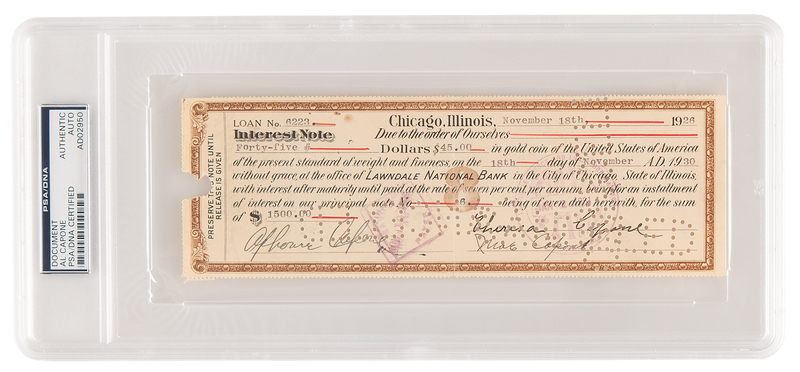 PSA/DNA
DOCUMENT
AL CAPONE
PSA/DNA CERTIFIED
AUTHENTIC
AUTO
AD02950
PRESERVE THIS NOTE UNTIL
RELEASE IS GIVEN
LOAN No. 6223 Chicago, Illinois, November 18th 1926
Interest Note Due to the order of Ourselves
Forty-five # Dollars $45.00 in gold coin of the United States of America
of the present standard of weight and fineness, on the 18th day of November A.D. 1930
without grace, at the office of LAWNDALE NATIONAL BANK in the City of Chicago, State of Illinois,
with interest after maturity until paid at the rate of seven percent, per annum, being for an installment
of interest on our principal note No. 6 being of even date herewith, for the sum
of $ 1500.00
Alphonse Capone Theresa Capone
Mae Capone